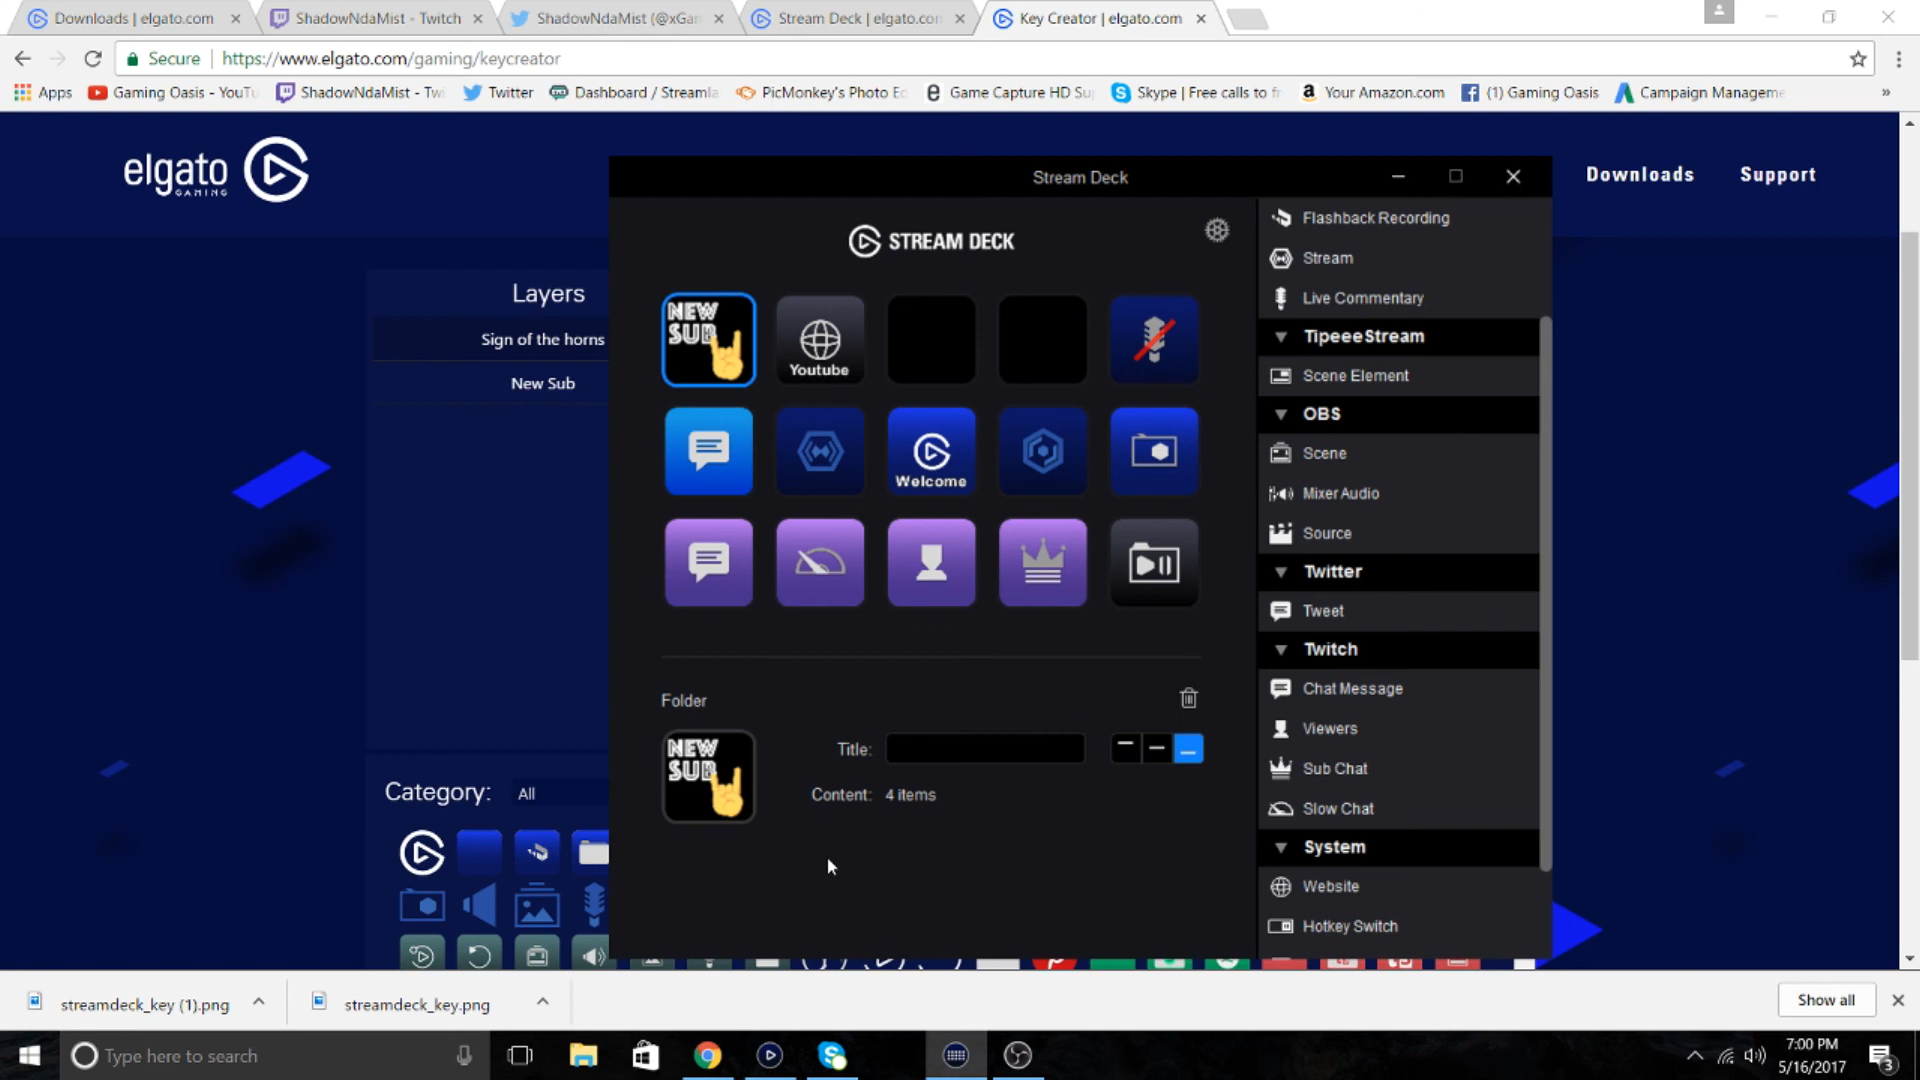 Downloads | elgato.com
ShadowNdaMist - Twitch
ShadowNdaMist (@xGam
Stream Deck | elgato.com
Key Creator | elgato.com
Secure
https://www.elgato.com/gaming/keycreator
Apps
Gaming Oasis - YouTu
ShadowNdaMist - Twi
Twitter
Dashboard / Streamla
PicMonkey's Photo Ed
Game Capture HD Su
Skype | Free calls to fr
Your Amazon.com
(1) Gaming Oasis
Campaign Manageme
elgato
GAMING
Downloads
Support
Layers
Sign of the horns
New Sub
Category:
All
Stream Deck
STREAM DECK
NEW
SUB
Youtube
Welcome
Folder
NEW
SUB
Title:
Content:
4 items
Flashback Recording
Stream
Live Commentary
TipeeeStream
Scene Element
OBS
Scene
Mixer Audio
Source
Twitter
Tweet
Twitch
Chat Message
Viewers
Sub Chat
Slow Chat
System
Website
Hotkey Switch
streamdeck_key (1).png
streamdeck_key.png
Show all
Type here to search
7:00 PM
5/16/2017
3